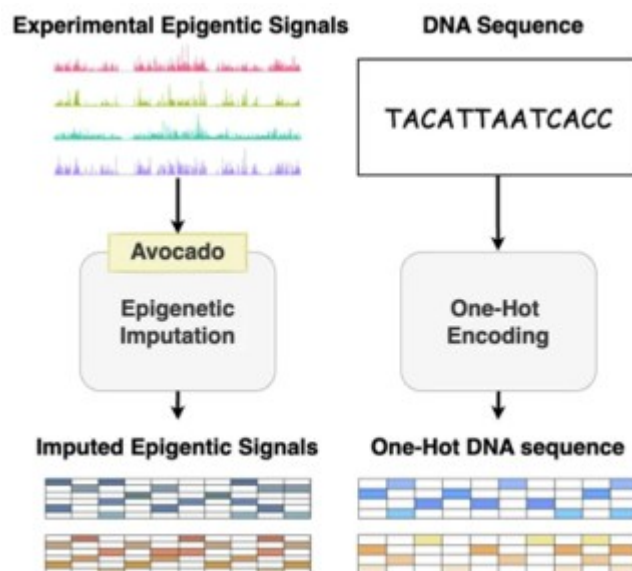 Experimental Epigentic Signals
DNA Sequence
TACATTAATCACC
Avocado
Epigenetic
Imputation
One-Hot
Encoding
Imputed Epigentic Signals
One-Hot DNA sequence